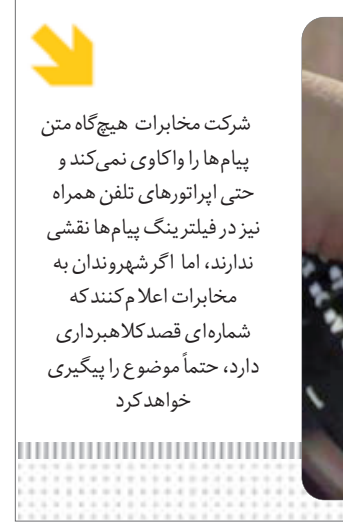 شرکت مخابرات هیچ‌گاه متن
پیام‌ها را واکاوی نمی‌کند و
حتی اپراتورهای تلفن همراه
نیز در فیلترینگ پیام‌ها نقشی
ندارند، اما اگر شهروندان به
مخابرات اعلام کنند که
شماره‌ای قصد کلاهبرداری
دارد، حتماً موضوع را پیگیری
خواهد کرد